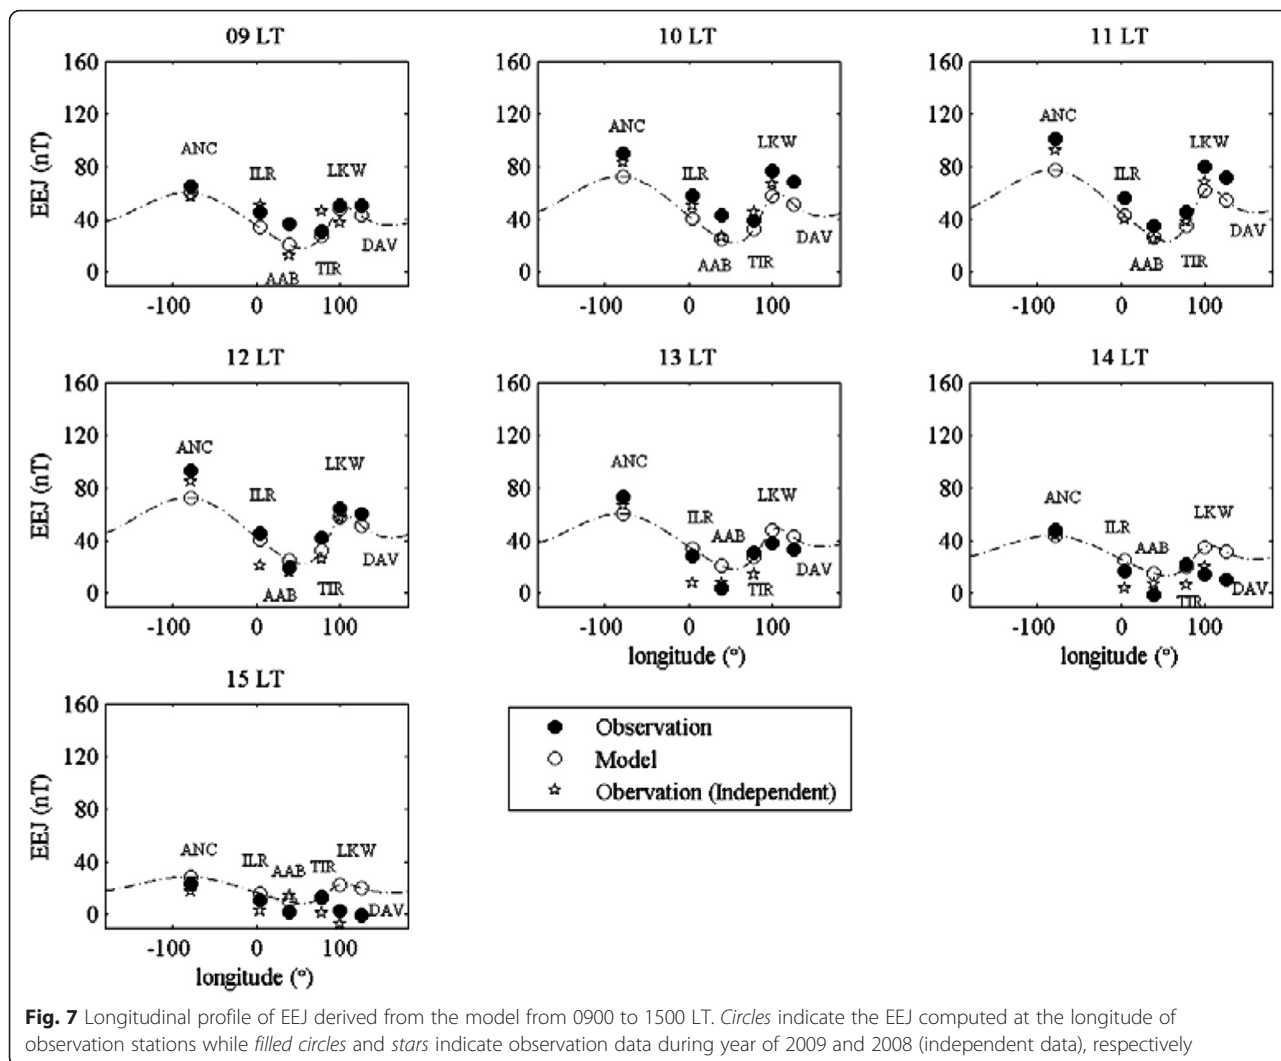 09 LT
10 LT
11 LT
160
120
80
40
0
EEJ (nT)
ANC
ILR
AAB
TIR
LKW
DAV
-100
0
100
160
120
80
40
0
ANC
ILR
AAB
TIR
LKW
DAV
-100
0
100
160
120
80
40
0
ANC
ILR
AAB
TIR
LKW
DAV
-100
0
100
12 LT
13 LT
14 LT
160
120
80
40
0
EEJ (nT)
ANC
ILR
AAB
TIR
LKW
DAV
-100
0
100
160
120
80
40
0
ANC
ILR
AAB
TIR
LKW
DAV
-100
0
100
longitude (°)
160
120
80
40
0
ANC
ILR
AAB
TIR
LKW
DAV
-100
0
100
longitude (°)
15 LT
160
120
80
40
0
EEJ (nT)
ANC
ILR
AAB
TIR
LKW
DAV
-100
0
100
longitude (°)
Observation
Model
Obervation (Independent)
Fig. 7 Longitudinal profile of EEJ derived from the model from 0900 to 1500 LT. Circles indicate the EEJ computed at the longitude of
observation stations while filled circles and stars indicate observation data during year of 2009 and 2008 (independent data), respectively